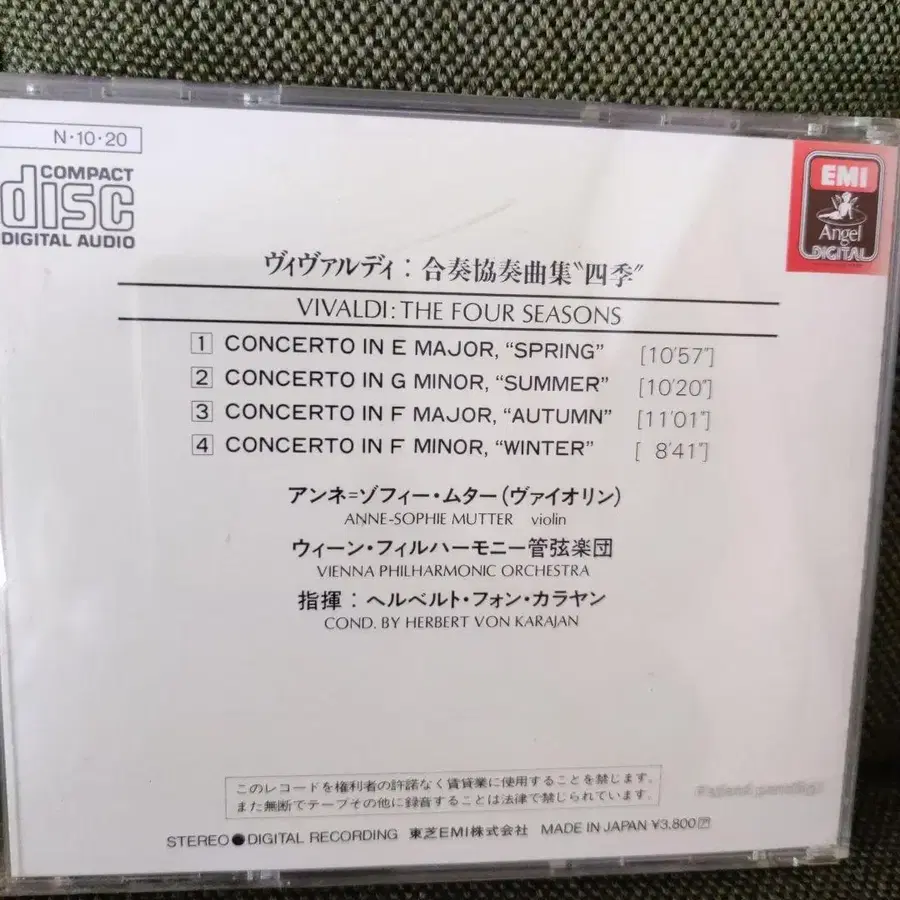 N・10・20
COMPACT
disc
DIGITAL AUDIO
EMI
Angel
DIGITAL
ヴィヴァルディ：合奏協奏曲集〝四季〟
VIVALDI: THE FOUR SEASONS
1 CONCERTO IN E MAJOR, “SPRING” [10'57"]
2 CONCERTO IN G MINOR, “SUMMER” [10'20"]
3 CONCERTO IN F MAJOR, “AUTUMN” [11'01"]
4 CONCERTO IN F MINOR, “WINTER” [ 8'41"]
アンネ=ゾフィー・ムター（ヴァイオリン）
ANNE-SOPHIE MUTTER violin
ウィーン・フィルハーモニー管弦楽団
VIENNA PHILHARMONIC ORCHESTRA
指揮：ヘルベルト・フォン・カラヤン
COND. BY HERBERT VON KARAJAN
このレコードを権利者の許諾なく賃貸業に使用することを禁じます。
また無断でテープその他に録音することは法律で禁じられています。
Patent pending
STEREO●DIGITAL RECORDING 東芝EMI株式会社 MADE IN JAPAN ¥3,800